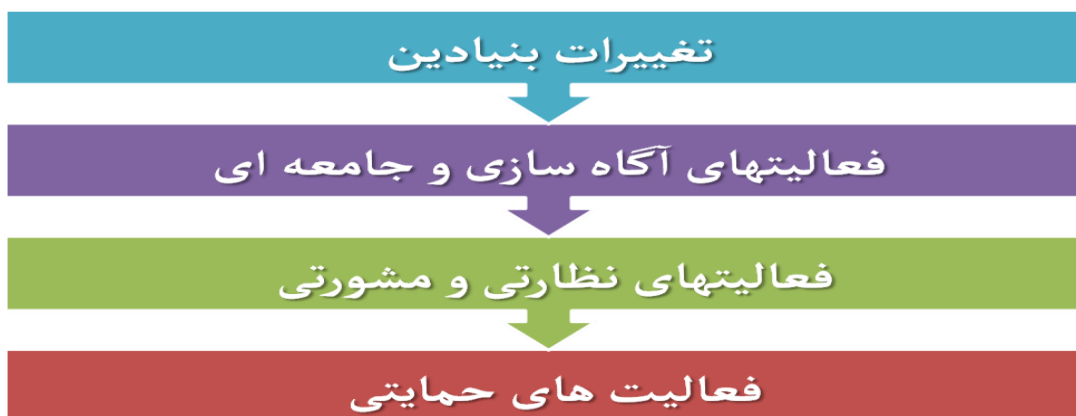 تغییرات بنیادین
فعالیتهای آگاه سازی و جامعه ای
فعالیتهای نظارتی و مشورتی
فعالیت های حمایتی